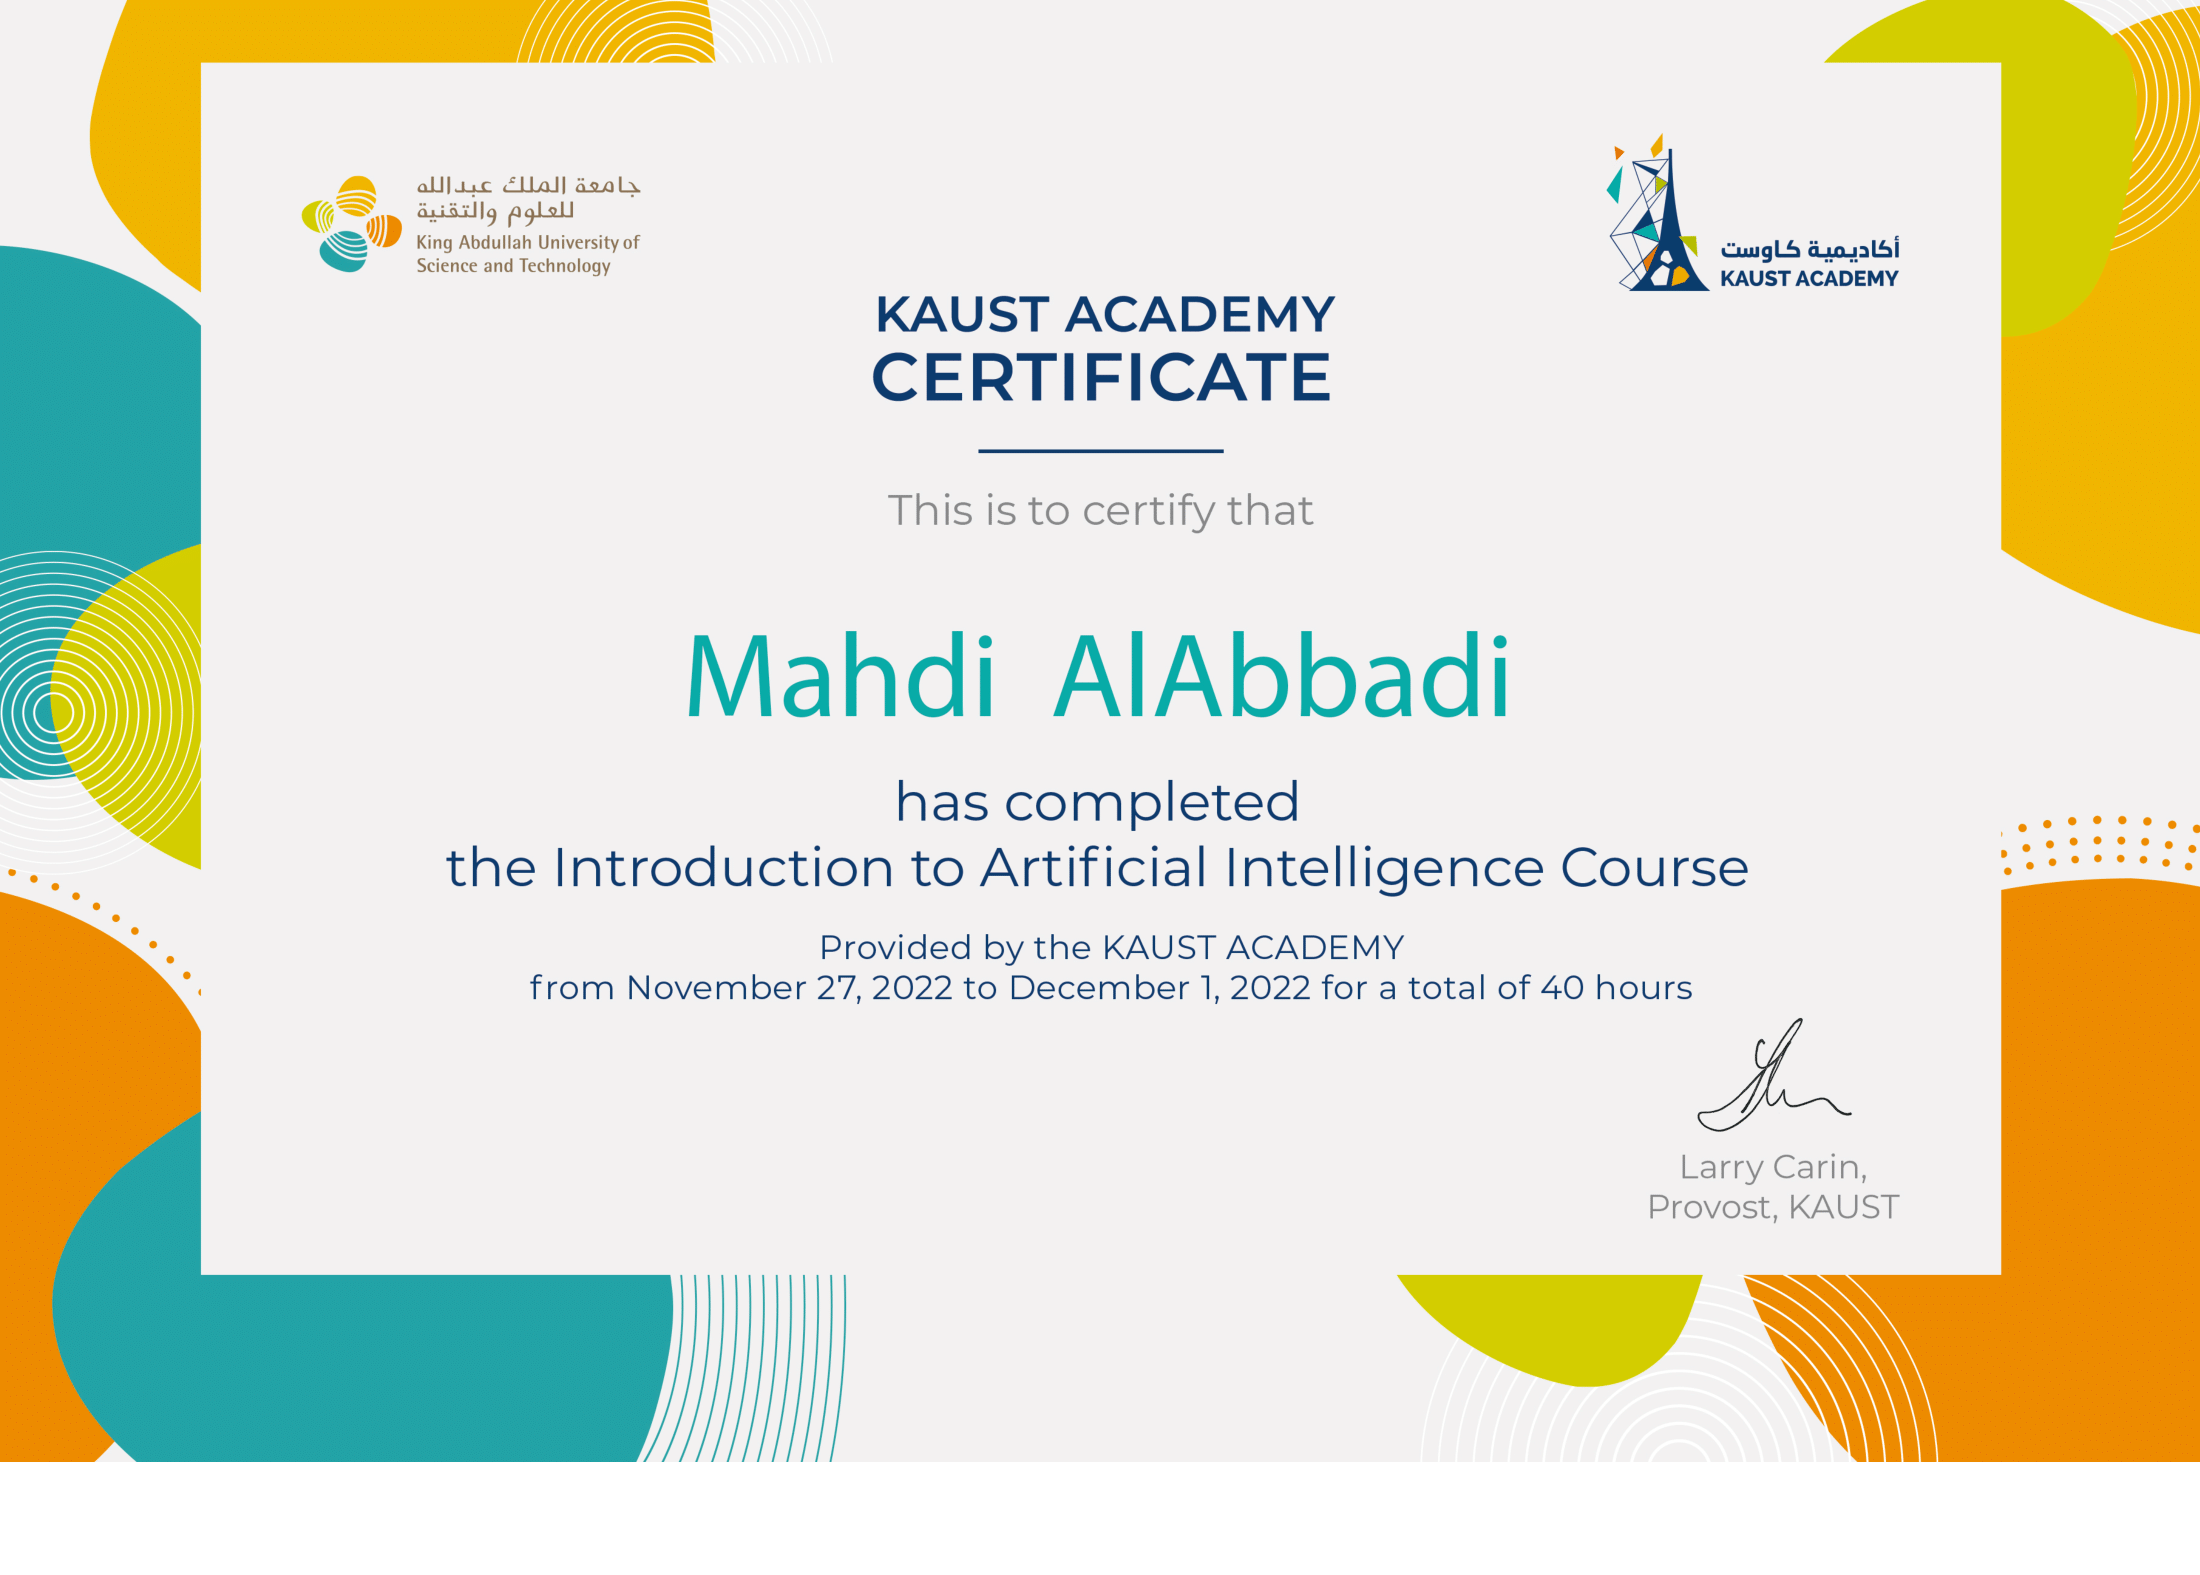 جامعة الملك عبدالله
للعلوم والتقنية
King Abdullah University of
Science and Technology
أكاديمية كاوست
KAUST ACADEMY
KAUST ACADEMY
CERTIFICATE
This is to certify that
Mahdi AlAbbadi
has completed
the Introduction to Artificial Intelligence Course
Provided by the KAUST ACADEMY
from November 27, 2022 to December 1, 2022 for a total of 40 hours
Larry Carin,
Provost, KAUST